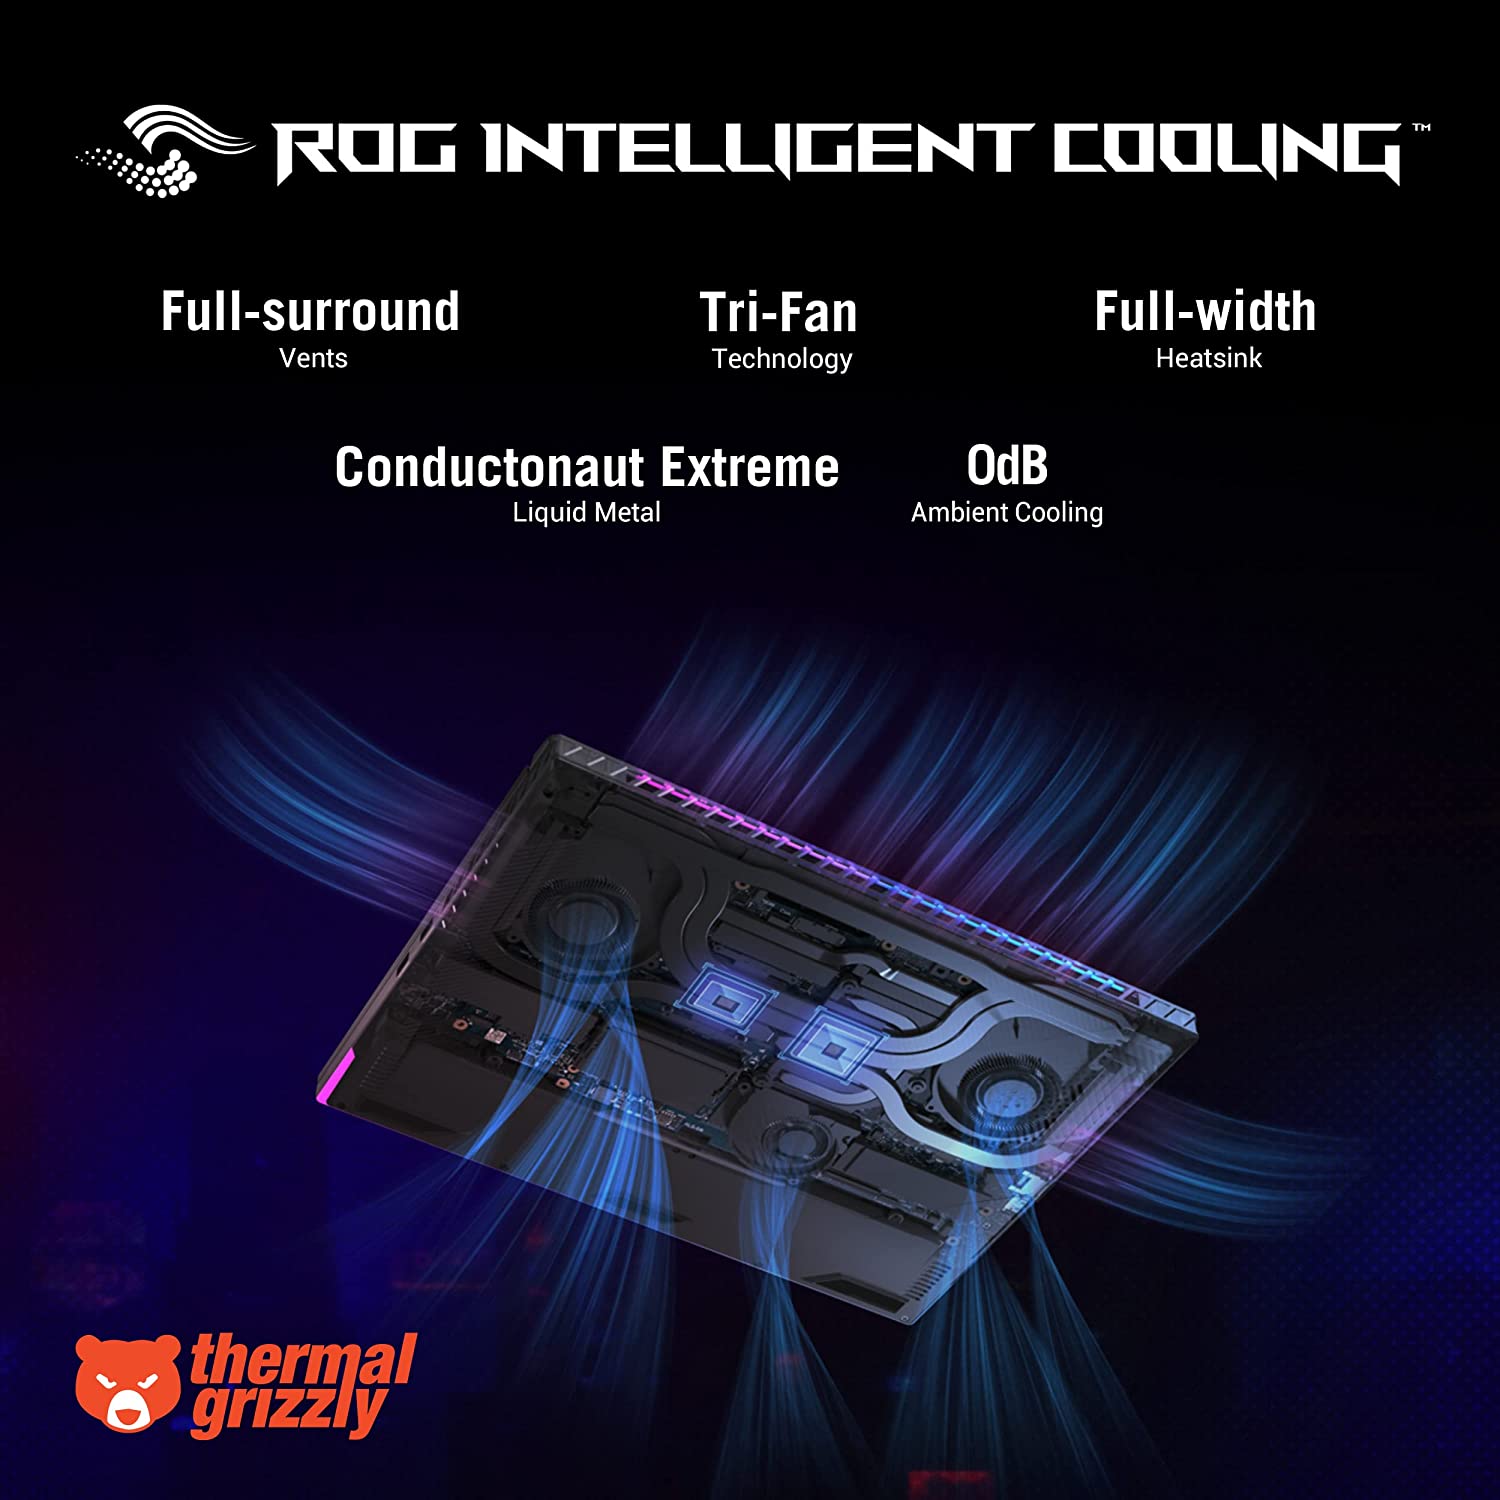 ROG INTELLIGENT COOLING™
Full-surround
Vents
Tri-Fan
Technology
Full-width
Heatsink
Conductonaut Extreme
Liquid Metal
0dB
Ambient Cooling
thermal
grizzly